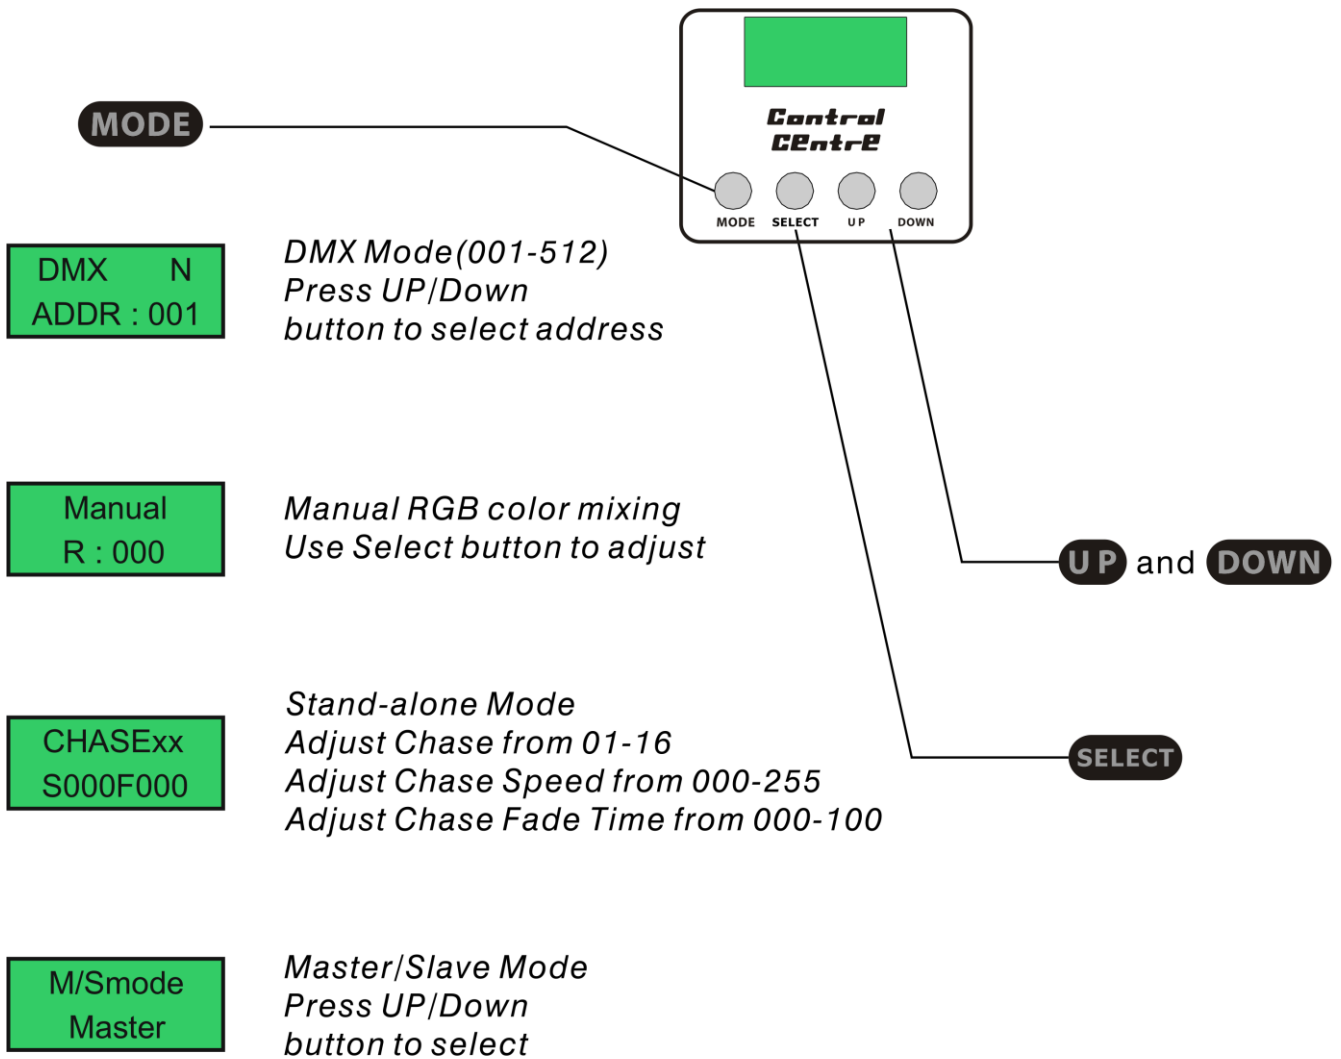 Control
CEntrE
MODE SELECT UP DOWN
MODE
DMX N
ADDR : 001
DMX Mode(001-512)
Press UP/Down
button to select address
Manual
R : 000
Manual RGB color mixing
Use Select button to adjust
UP and DOWN
CHASExx
S000F000
Stand-alone Mode
Adjust Chase from 01-16
Adjust Chase Speed from 000-255
Adjust Chase Fade Time from 000-100
SELECT
M/Smode
Master
Master/Slave Mode
Press UP/Down
button to select